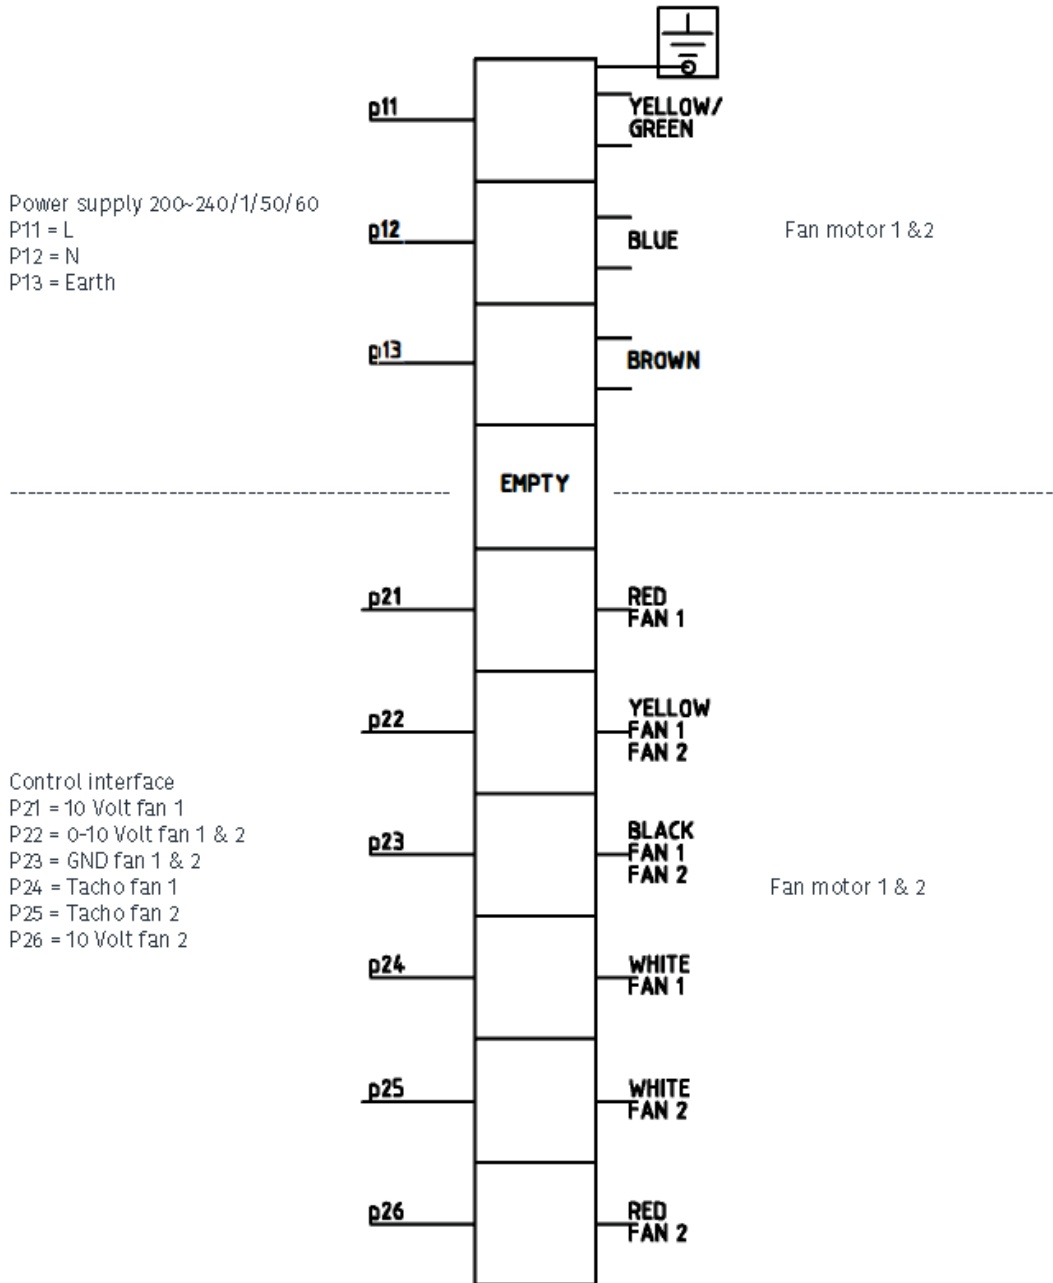 p11
YELLOW/
GREEN
Power supply 200~240/1/50/60
P11 = L
P12 = N
P13 = Earth
p12
BLUE
Fan motor 1 &2
p13
BROWN
EMPTY
p21
RED
FAN 1
p22
YELLOW
FAN 1
FAN 2
Control interface
P21 = 10 Volt fan 1
P22 = 0-10 Volt fan 1 & 2
P23 = GND fan 1 & 2
P24 = Tacho fan 1
P25 = Tacho fan 2
P26 = 10 Volt fan 2
p23
BLACK
FAN 1
FAN 2
Fan motor 1 & 2
p24
WHITE
FAN 1
p25
WHITE
FAN 2
p26
RED
FAN 2